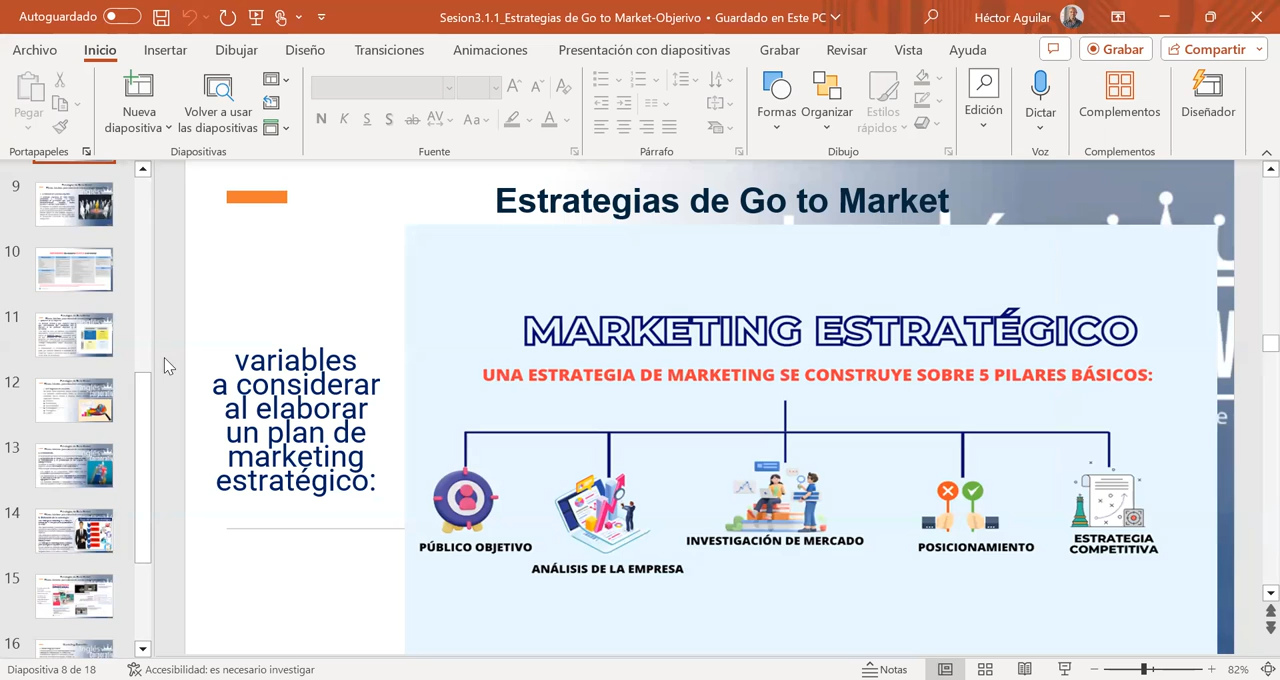 Autoguardado
Sesion3.1.1_Estrategias de Go to Market-Objerivo • Guardado en Este PC
Héctor Aguilar
Archivo Inicio Insertar Dibujar Diseño Transiciones Animaciones Presentación con diapositivas Grabar Revisar Vista Ayuda
Grabar
Compartir
Pegar
Nueva
diapositiva
Volver a usar
las diapositivas
N K S S ab AV Aa A
Formas
Organizar
Estilos
rápidos
Edición
Dictar
Complementos
Diseñador
Portapapeles Diapositivas Fuente Párrafo Dibujo Voz Complementos
9
10
11
12
13
14
15
16
Estrategias de Go to Market
variables
a considerar
al elaborar
un plan de
marketing
estratégico:
MARKETING ESTRATÉGICO
UNA ESTRATEGIA DE MARKETING SE CONSTRUYE SOBRE 5 PILARES BÁSICOS:
PÚBLICO OBJETIVO
ANÁLISIS DE LA EMPRESA
INVESTIGACIÓN DE MERCADO
POSICIONAMIENTO
ESTRATEGIA
COMPETITIVA
Diapositiva 8 de 18
Accesibilidad: es necesario investigar
Notas
82%